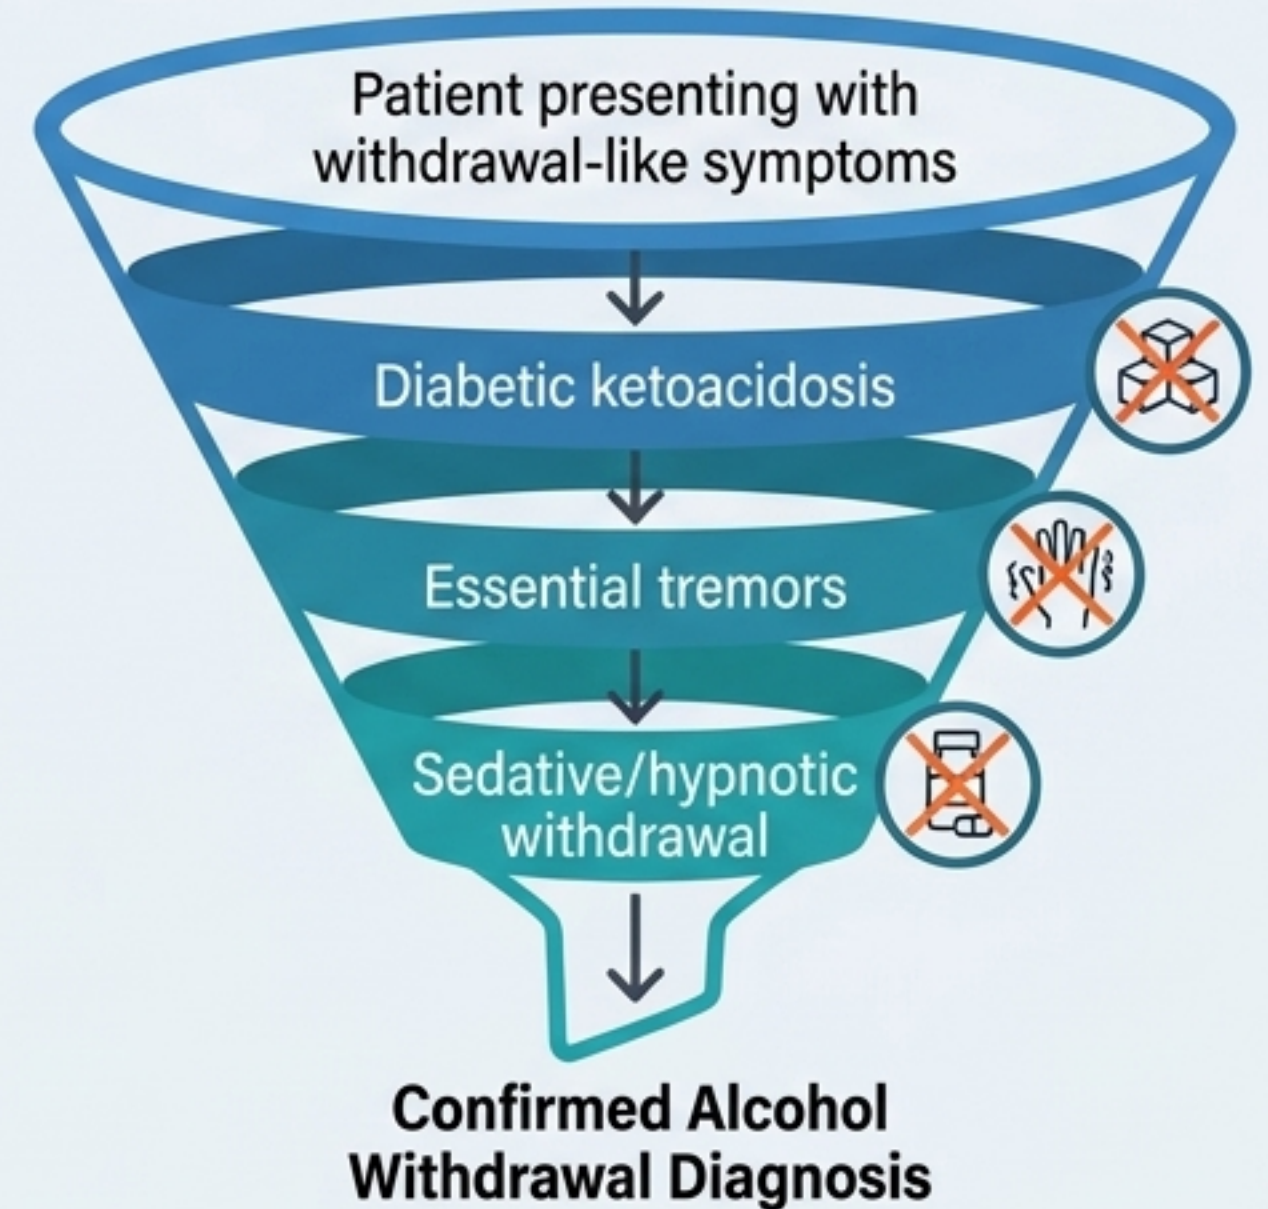 Patient presenting with
withdrawal-like symptoms
Diabetic ketoacidosis
Essential tremors
Sedative/hypnotic
withdrawal
Confirmed Alcohol
Withdrawal Diagnosis